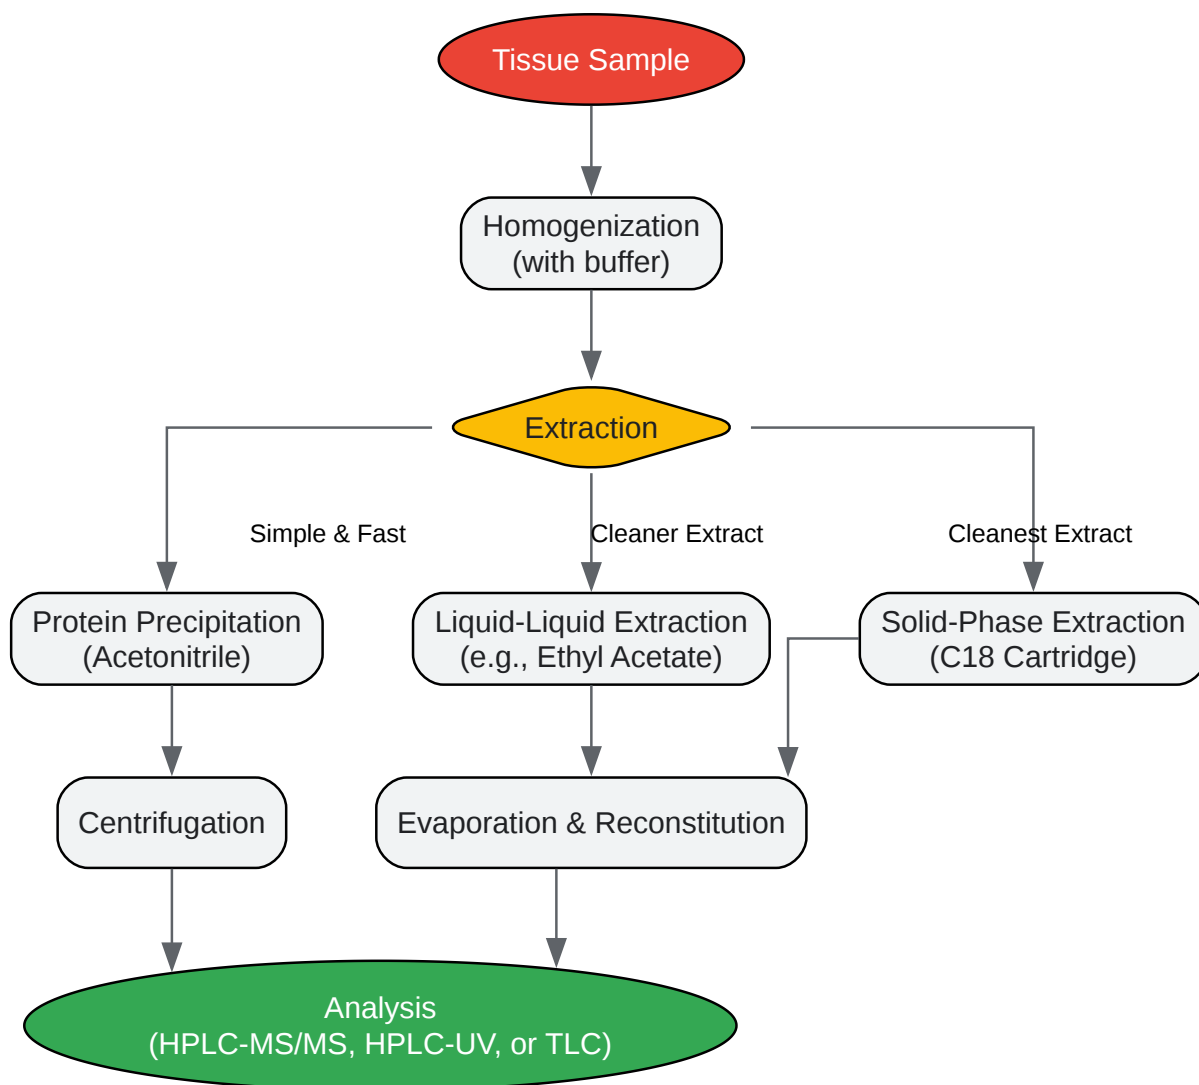 Tissue Sample
Homogenization
(with buffer)
Extraction
Simple & Fast
Cleaner Extract
Cleanest Extract
Protein Precipitation
(Acetonitrile)
Liquid-Liquid Extraction
(e.g., Ethyl Acetate)
Solid-Phase Extraction
(C18 Cartridge)
Centrifugation
Evaporation & Reconstitution
Analysis
(HPLC-MS/MS, HPLC-UV, or TLC)